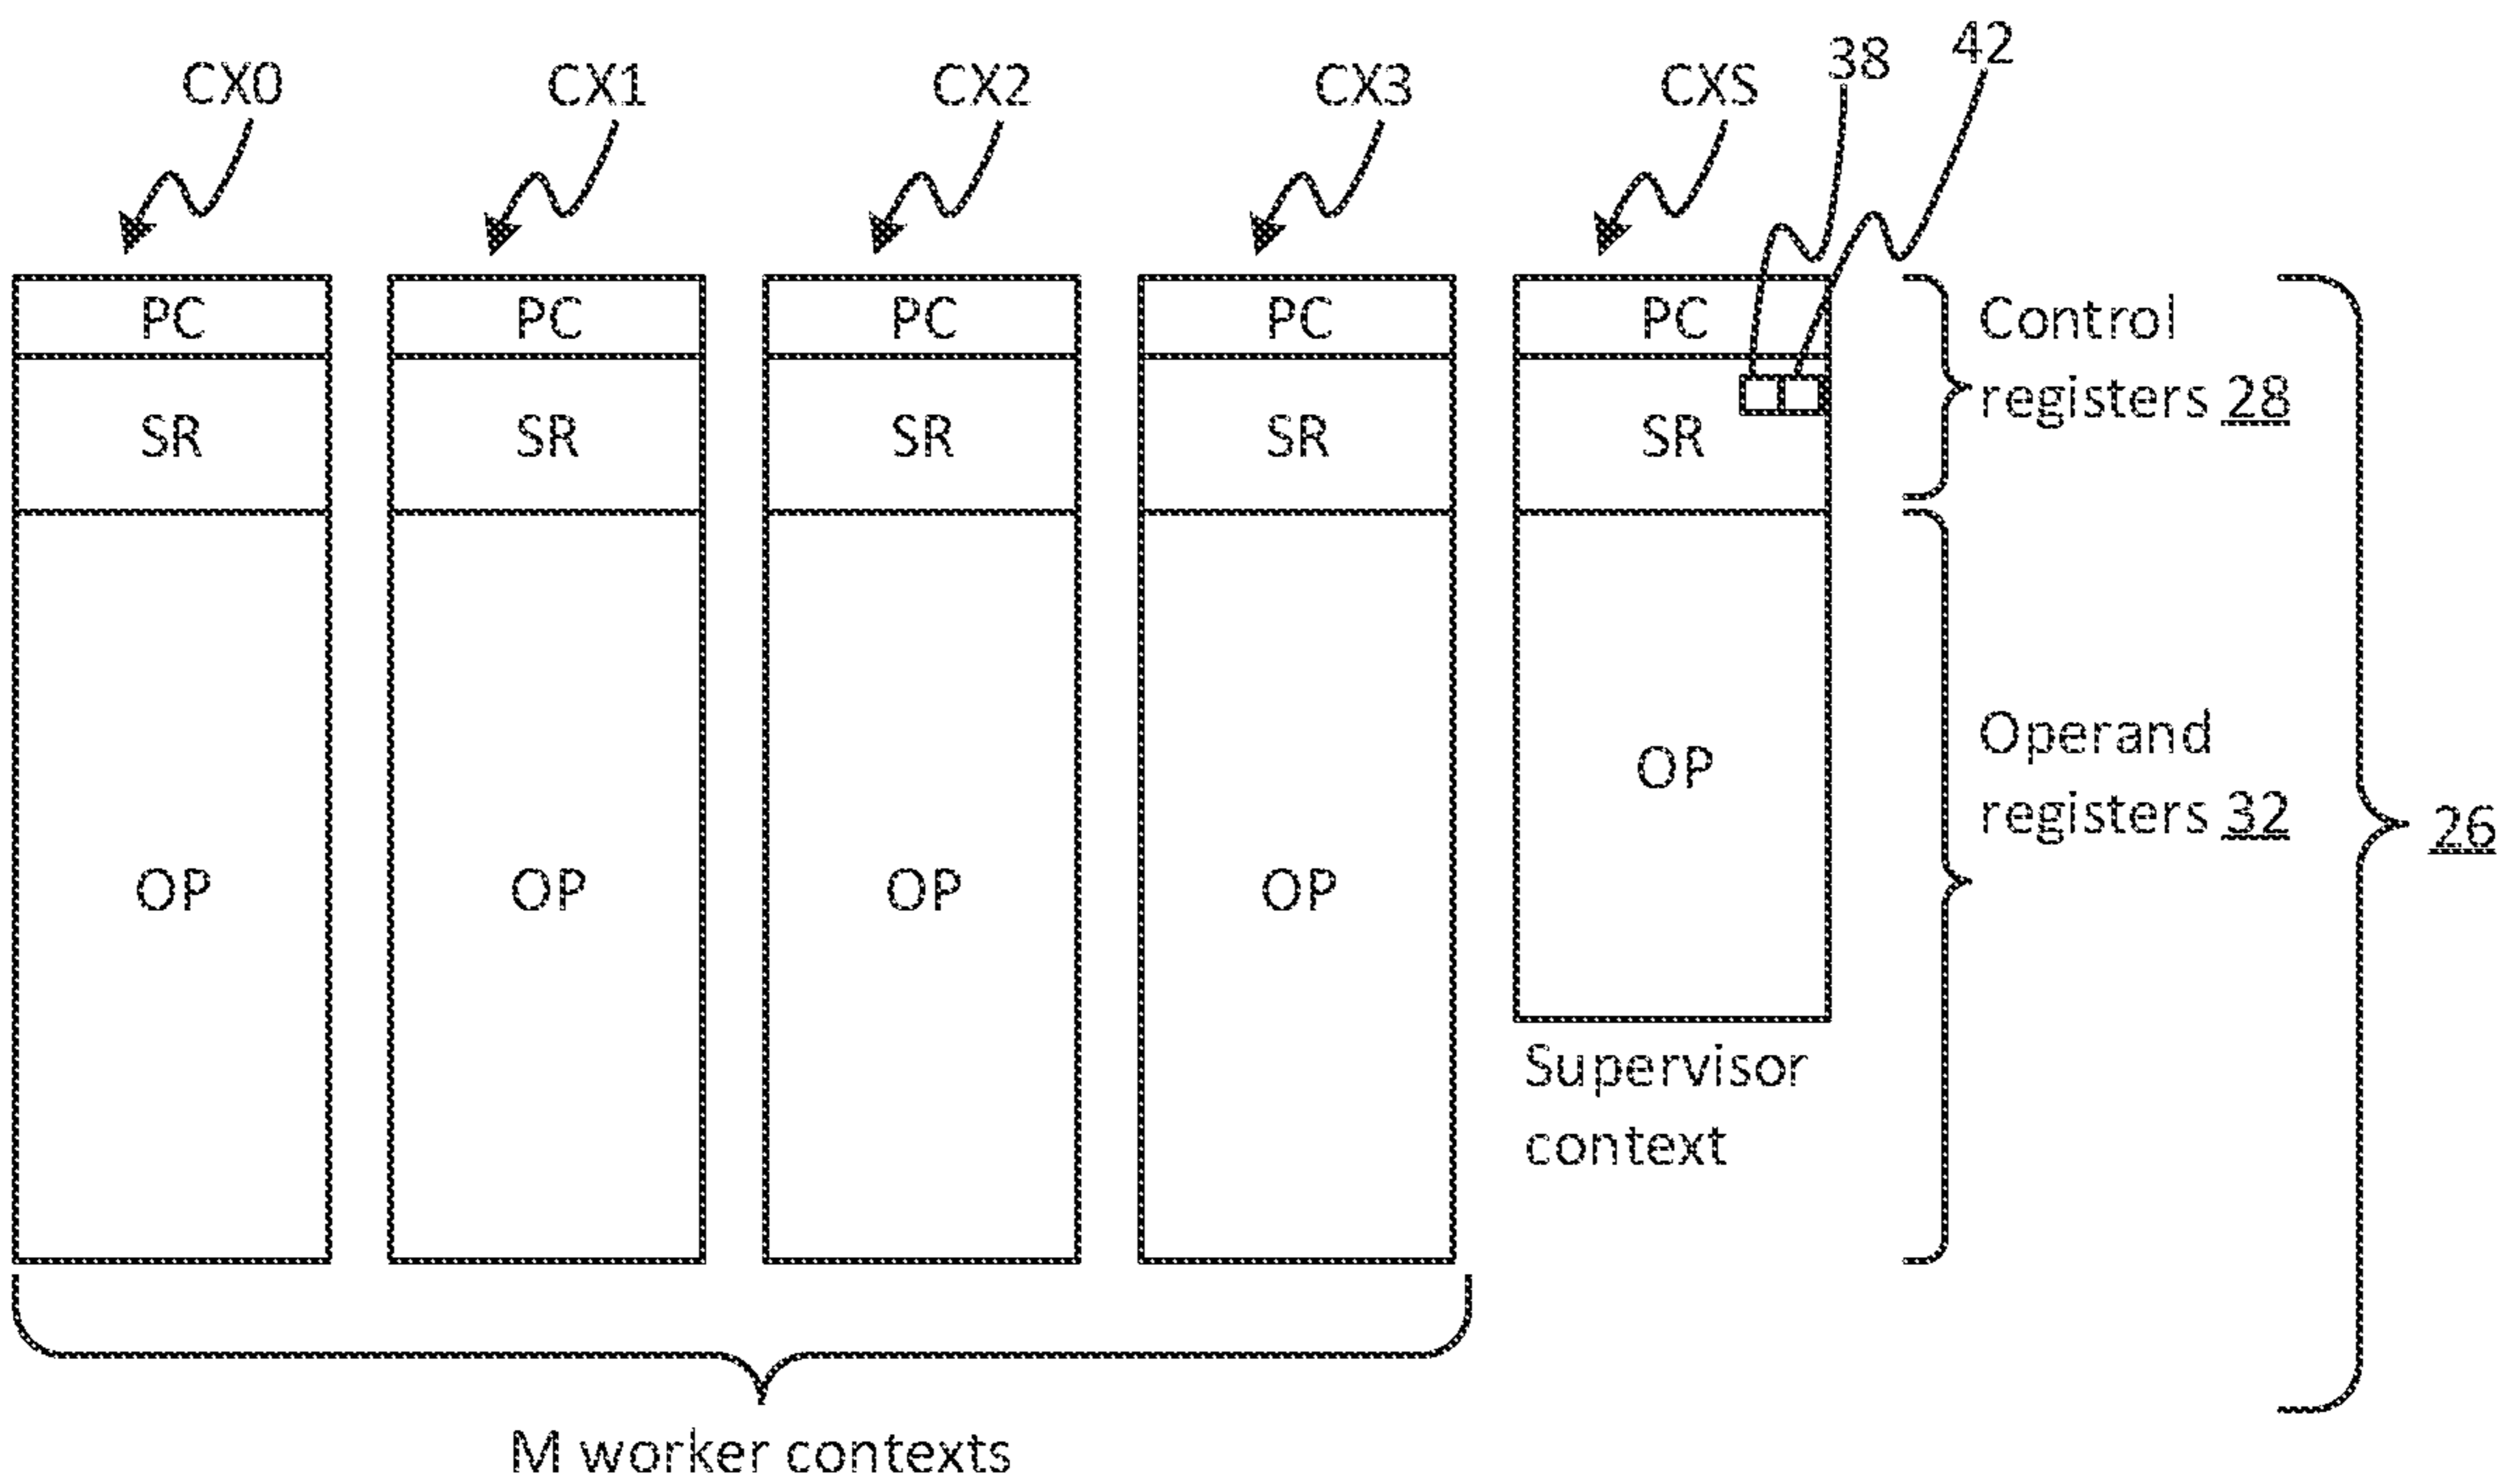 CX0
CX1
CX2
CX3
CXS
38
42
PC
PC
PC
PC
PC
Control
registers 28
SR
SR
SR
SR
SR
Operand
registers 32
OP
OP
OP
OP
OP
26
Supervisor
context
M worker contexts